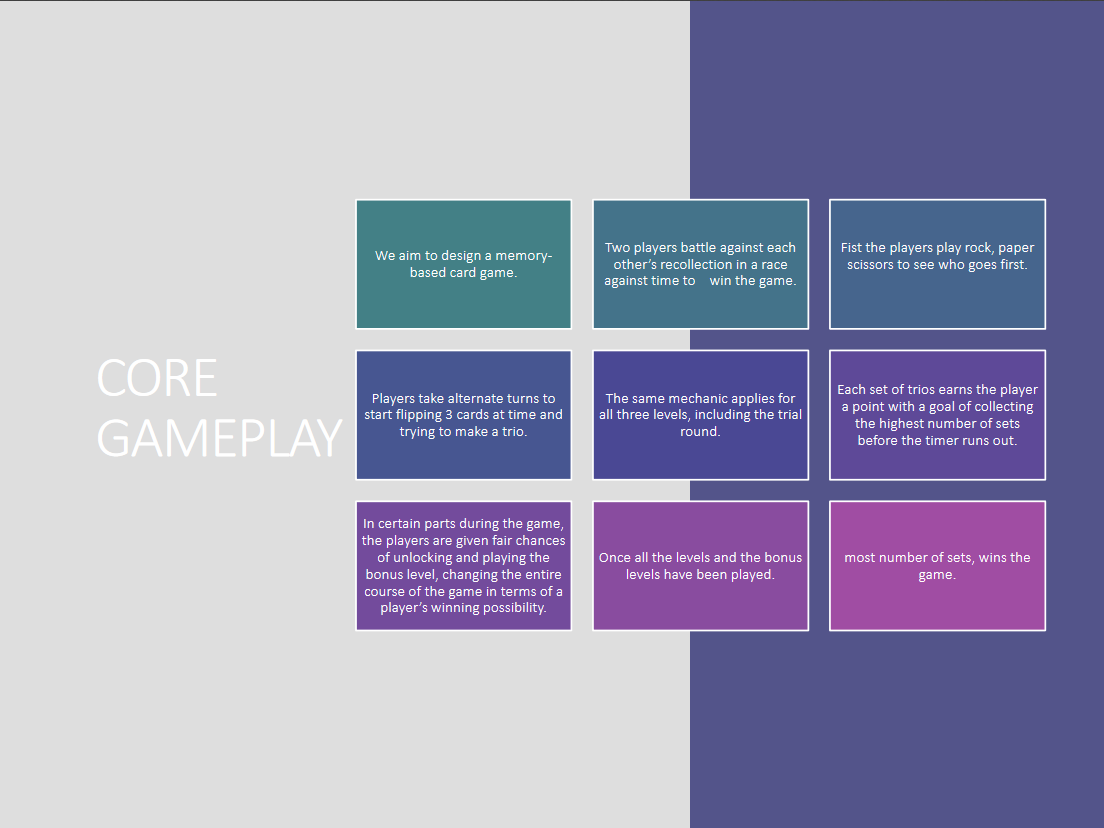 CORE
GAMEPLAY
We aim to design a memory-
based card game.
Two players battle against each
other’s recollection in a race
against time to    win the game.
Fist the players play rock, paper
scissors to see who goes first.
Players take alternate turns to
start flipping 3 cards at time and
trying to make a trio.
The same mechanic applies for
all three levels, including the trial
round.
Each set of trios earns the player
a point with a goal of collecting
the highest number of sets
before the timer runs out.
In certain parts during the game,
the players are given fair chances
of unlocking and playing the
bonus level, changing the entire
course of the game in terms of a
player’s winning possibility.
Once all the levels and the bonus
levels have been played.
most number of sets, wins the
game.